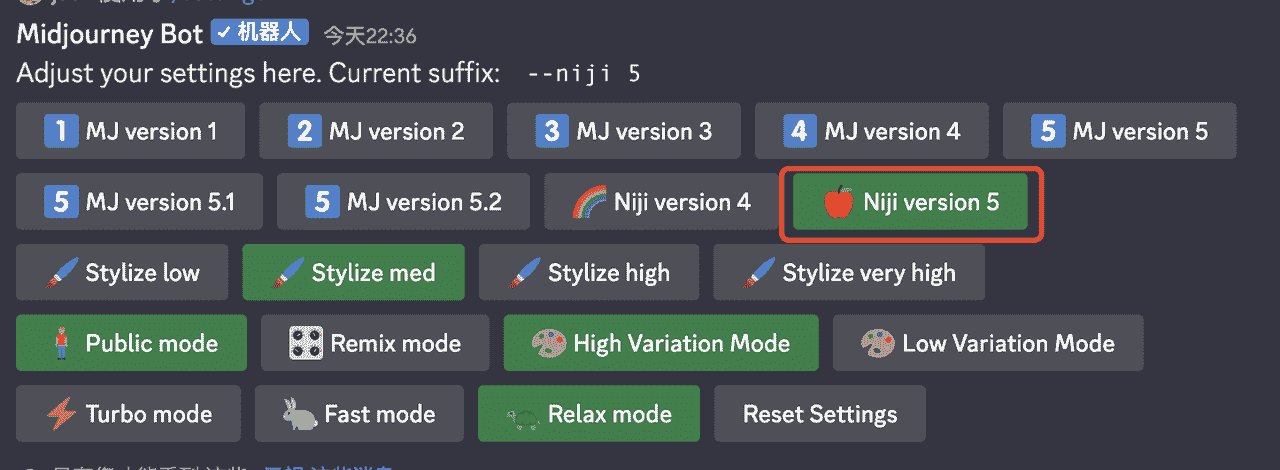 Midjourney Bot ✓ 机器人 今天22:36
Adjust your settings here. Current suffix: --niji 5
1 MJ version 1 2 MJ version 2 3 MJ version 3 4 MJ version 4 5 MJ version 5
5 MJ version 5.1 5 MJ version 5.2 Niji version 4 Niji version 5
Stylize low Stylize med Stylize high Stylize very high
Public mode Remix mode High Variation Mode Low Variation Mode
Turbo mode Fast mode Relax mode Reset Settings